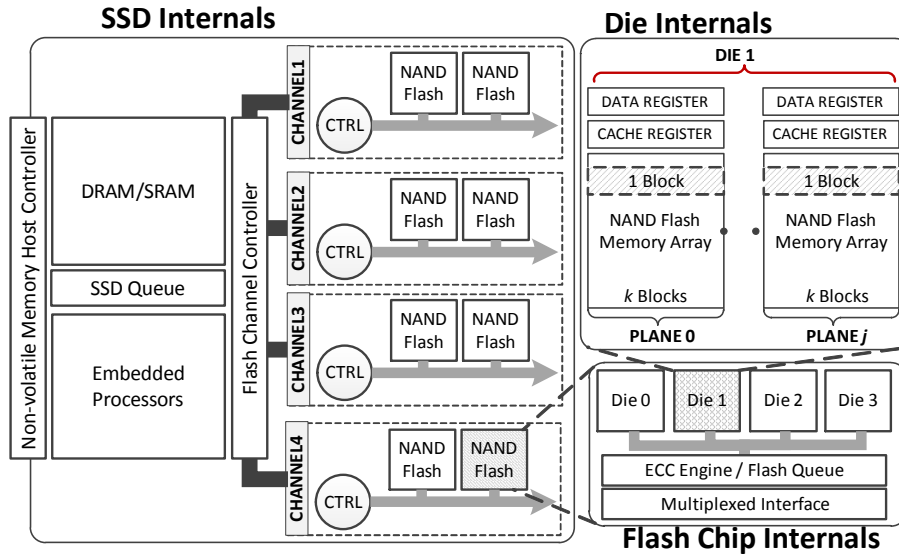 SSD Internals
Non-volatile Memory Host Controller
DRAM/SRAM
SSD Queue
Embedded
Processors
Flash Channel Controller
CHANNEL1
CTRL
NAND
Flash
NAND
Flash
CHANNEL2
CTRL
NAND
Flash
NAND
Flash
CHANNEL3
CTRL
NAND
Flash
NAND
Flash
CHANNEL4
CTRL
NAND
Flash
NAND
Flash
Die Internals
DIE 1
DATA REGISTER
CACHE REGISTER
1 Block
NAND Flash
Memory Array
k Blocks
PLANE 0
DATA REGISTER
CACHE REGISTER
1 Block
NAND Flash
Memory Array
k Blocks
PLANE j
Die 0
Die 1
Die 2
Die 3
ECC Engine / Flash Queue
Multiplexed Interface
Flash Chip Internals